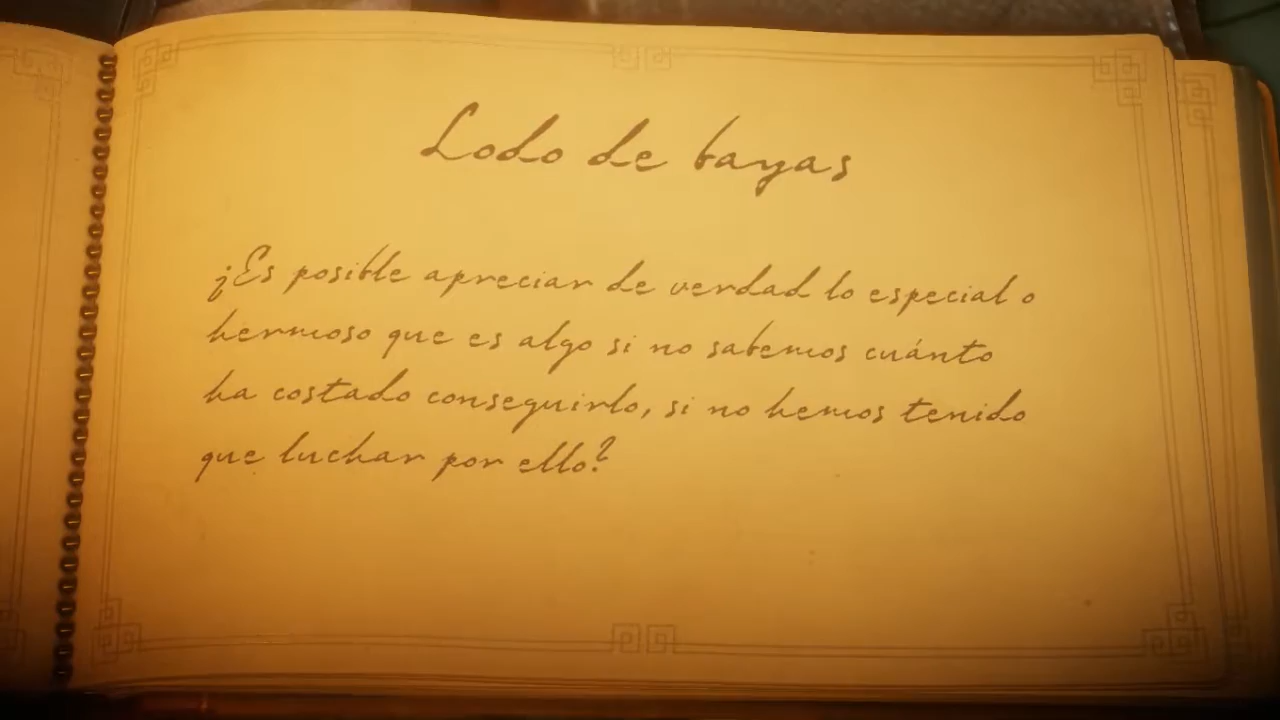 Lodo de bayas
¿Es posible apreciar de verdad lo especial o
hermoso que es algo si no sabemos cuánto
ha costado conseguirlo, si no hemos tenido
que luchar por ello?